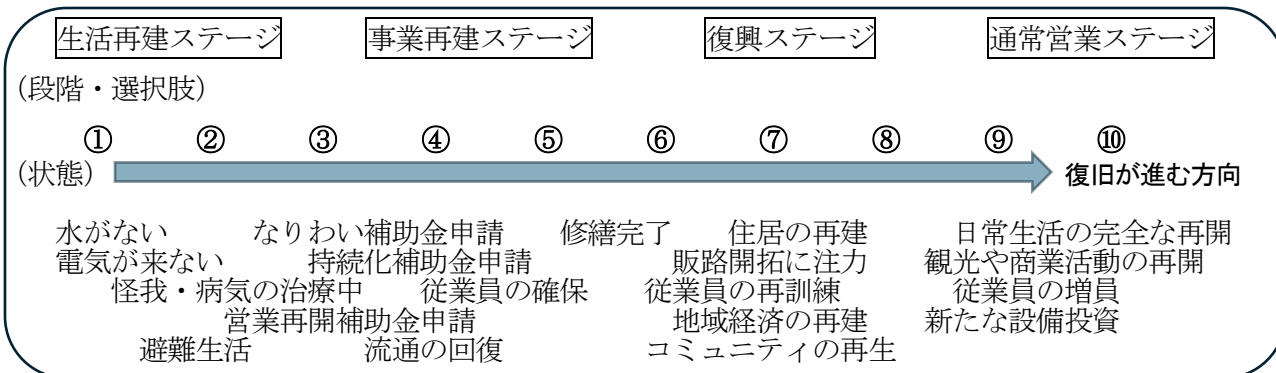 生活再建ステージ 事業再建ステージ 復興ステージ 通常営業ステージ
(段階・選択肢)
① ② ③ ④ ⑤ ⑥ ⑦ ⑧ ⑨ ⑩
(状態) 復旧が進む方向
水がない なりわい補助金申請 修繕完了 住居の再建 日常生活の完全な再開
電気が来ない 持続化補助金申請 販路開拓に注力 観光や商業活動の再開
怪我・病気の治療中 従業員の確保 従業員の再訓練 従業員の増員
営業再開補助金申請 地域経済の再建 新たな設備投資
避難生活 流通の回復 コミュニティの再生